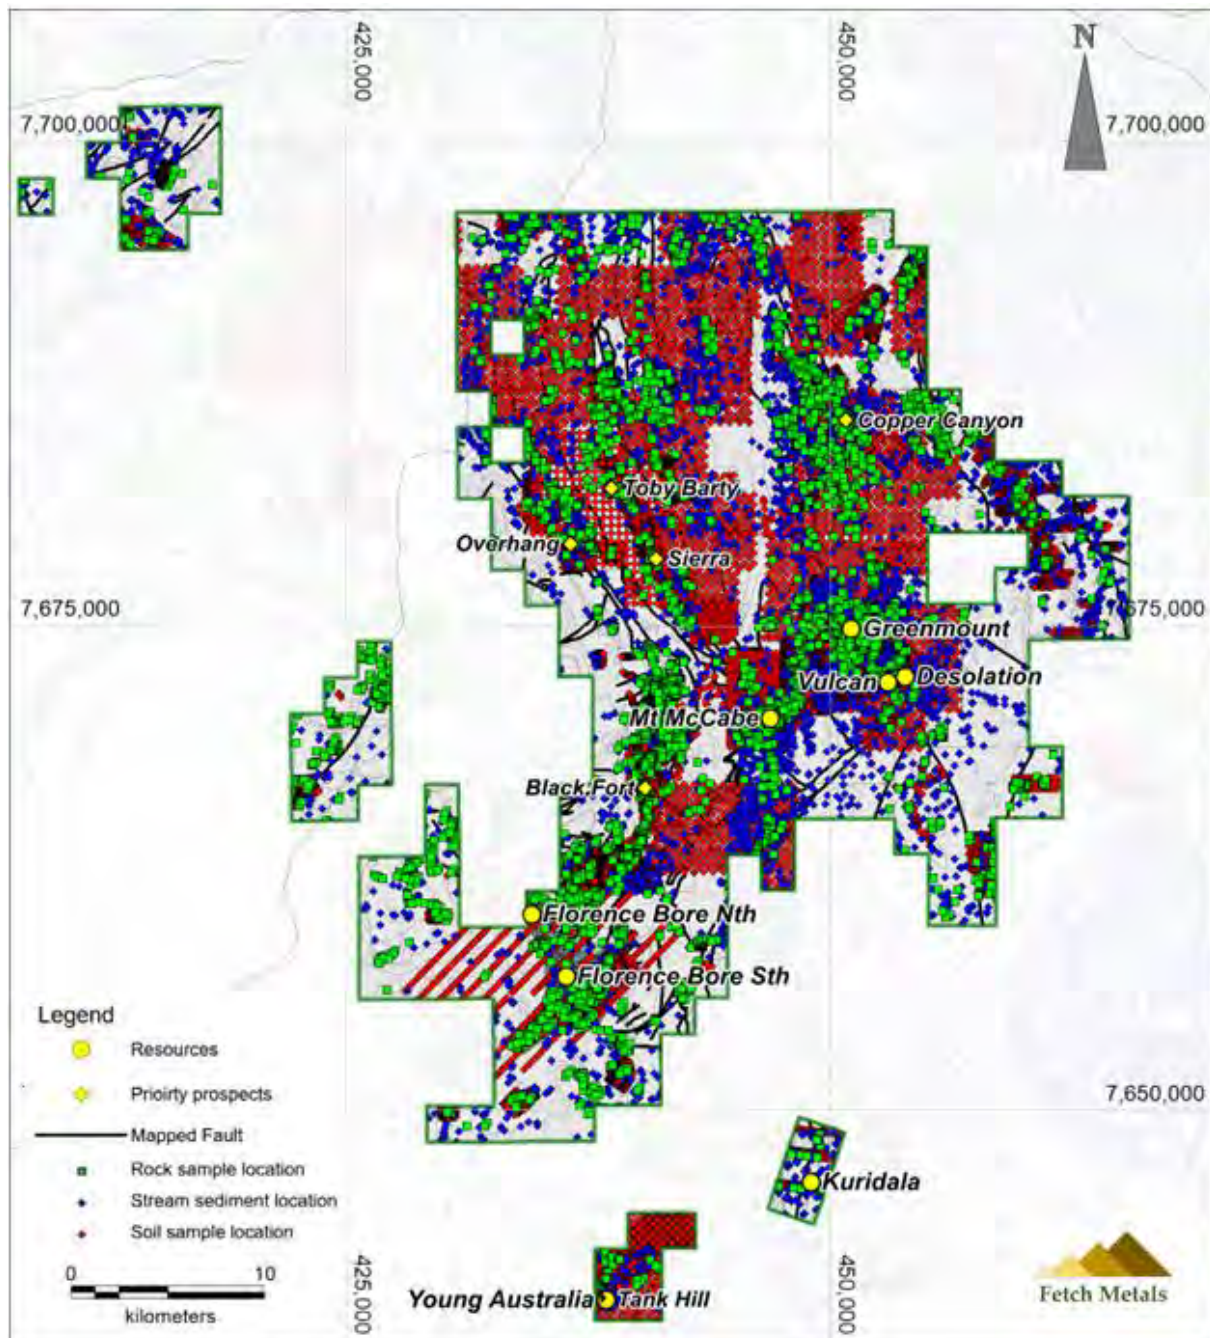 425,000
450,000
N
7,700,000
7,700,000
Copper Canyon
Toby Barty
Overhang
Sierra
7,675,000
7,675,000
Greenmount
Vulcan
Desolation
Mt McCabe
Black Fort
Florence Bore Nth
Florence Bore Sth
Legend
Resources
Prioirty prospects
Mapped Fault
Rock sample location
Stream sediment location
Soil sample location
0 10
kilometers
7,650,000
Kuridala
425,000
450,000
Young Australia
Tank Hill
Fetch Metals